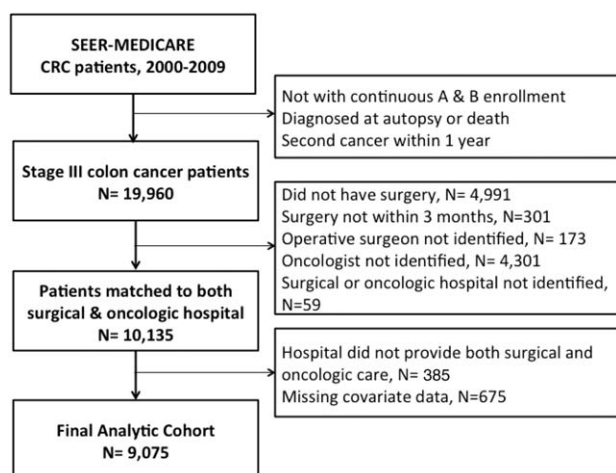 SEER-MEDICARE
CRC patients, 2000-2009
Not with continuous A & B enrollment
Diagnosed at autopsy or death
Second cancer within 1 year
Stage III colon cancer patients
N= 19,960
Did not have surgery, N= 4,991
Surgery not within 3 months, N=301
Operative surgeon not identified, N= 173
Oncologist not identified, N= 4,301
Surgical or oncologic hospital not identified,
N=59
Patients matched to both
surgical & oncologic hospital
N= 10,135
Hospital did not provide both surgical and
oncologic care, N= 385
Missing covariate data, N=675
Final Analytic Cohort
N= 9,075